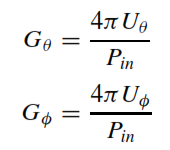 G_θ = 4π U_θ / P_in
G_ϕ = 4π U_ϕ / P_in